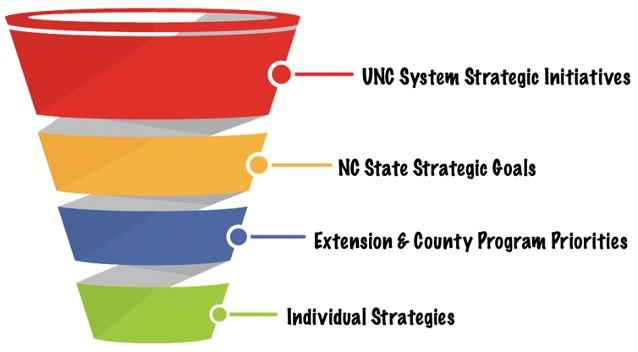 UNC System Strategic Initiatives
NC State Strategic Goals
Extension & County Program Priorities
Individual Strategies